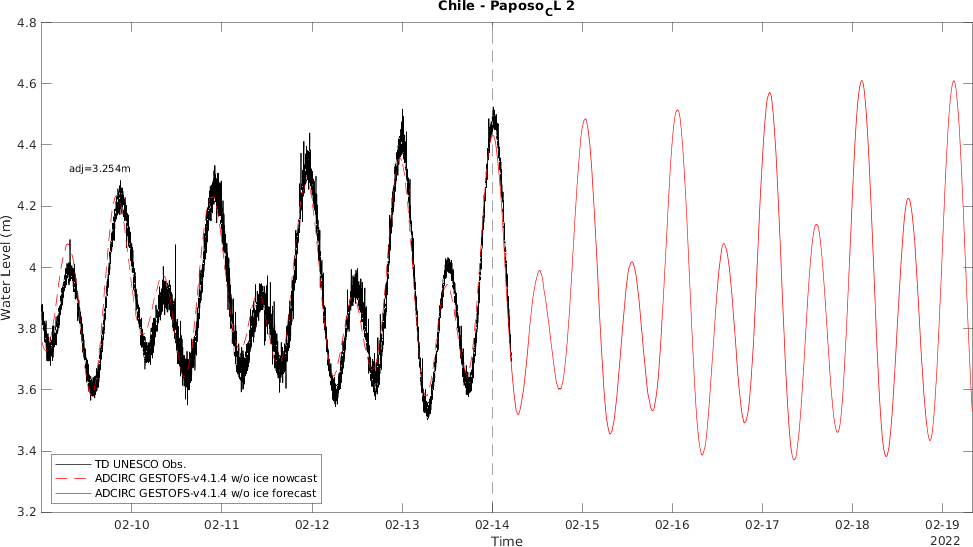 Chile - PaposoCL 2
4.8
4.6
4.4
4.2
4
3.8
3.6
3.4
3.2
Water Level (m)
adj=3.254m
TD UNESCO Obs.
ADCIRC GESTOFS-v4.1.4 w/o ice nowcast
ADCIRC GESTOFS-v4.1.4 w/o ice forecast
02-10 02-11 02-12 02-13 02-14 02-15 02-16 02-17 02-18 02-19
Time
2022